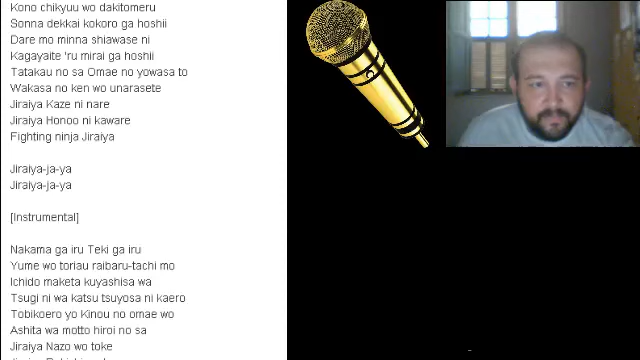 Kono chikyuu wo dakitomeru
Sonna dekkai kokoro ga hoshii
Dare mo minna shiawase ni
Kagayaite 'ru mirai ga hoshii
Tatakau no sa Omae no yowasa to
Wakasa no ken wo unarasete
Jiraiya Kaze ni nare
Jiraiya Honoo ni kaware
Fighting ninja Jiraiya
Jiraiya-ja-ya
Jiraiya-ja-ya
[Instrumental]
Nakama ga iru Teki ga iru
Yume wo toriau raibaru-tachi mo
Ichido maketa kuyashisa wa
Tsugi ni wa katsu tsuyosa ni kaero
Tobikoero yo Kinou no omae wo
Ashita wa motto hiroi no sa
Jiraiya Nazo wo toke